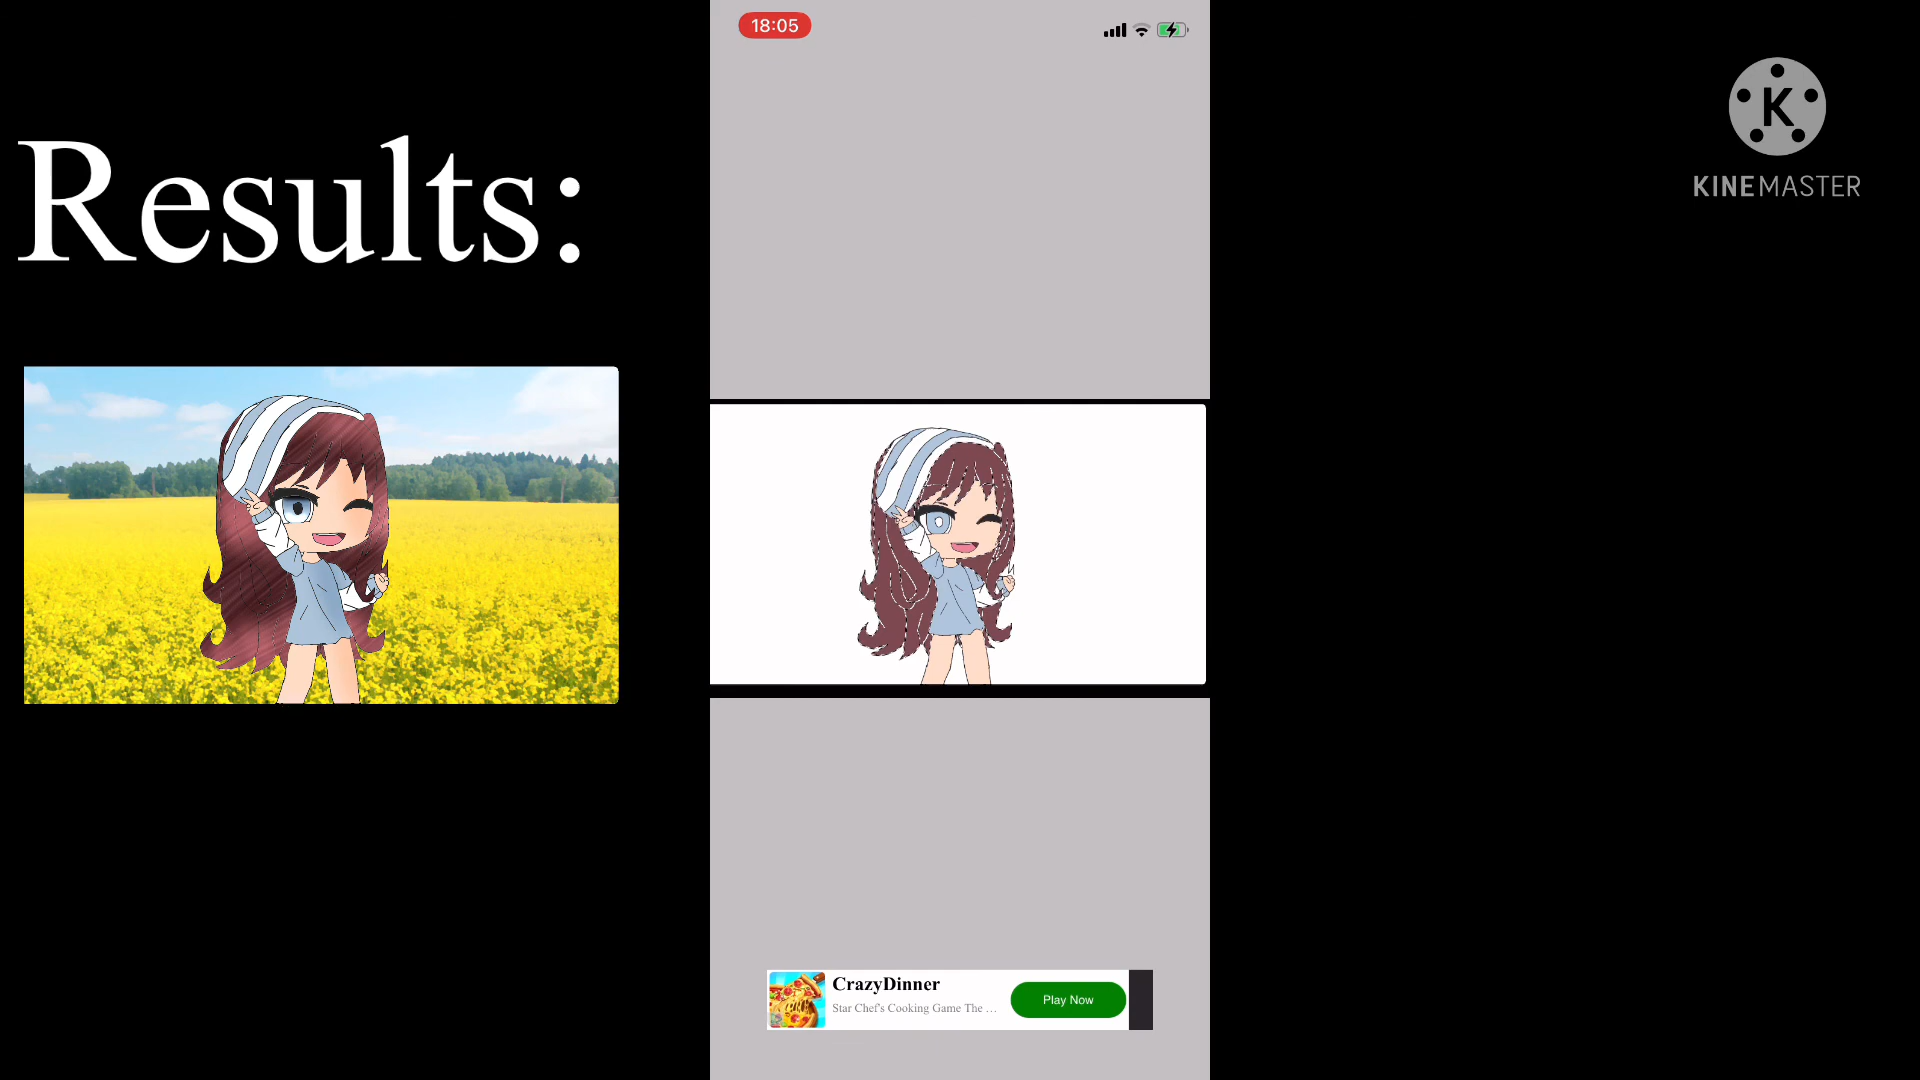 Results:
18:05
K
KINEMASTER
CrazyDinner
Star Chef's Cooking Game The ...
Play Now